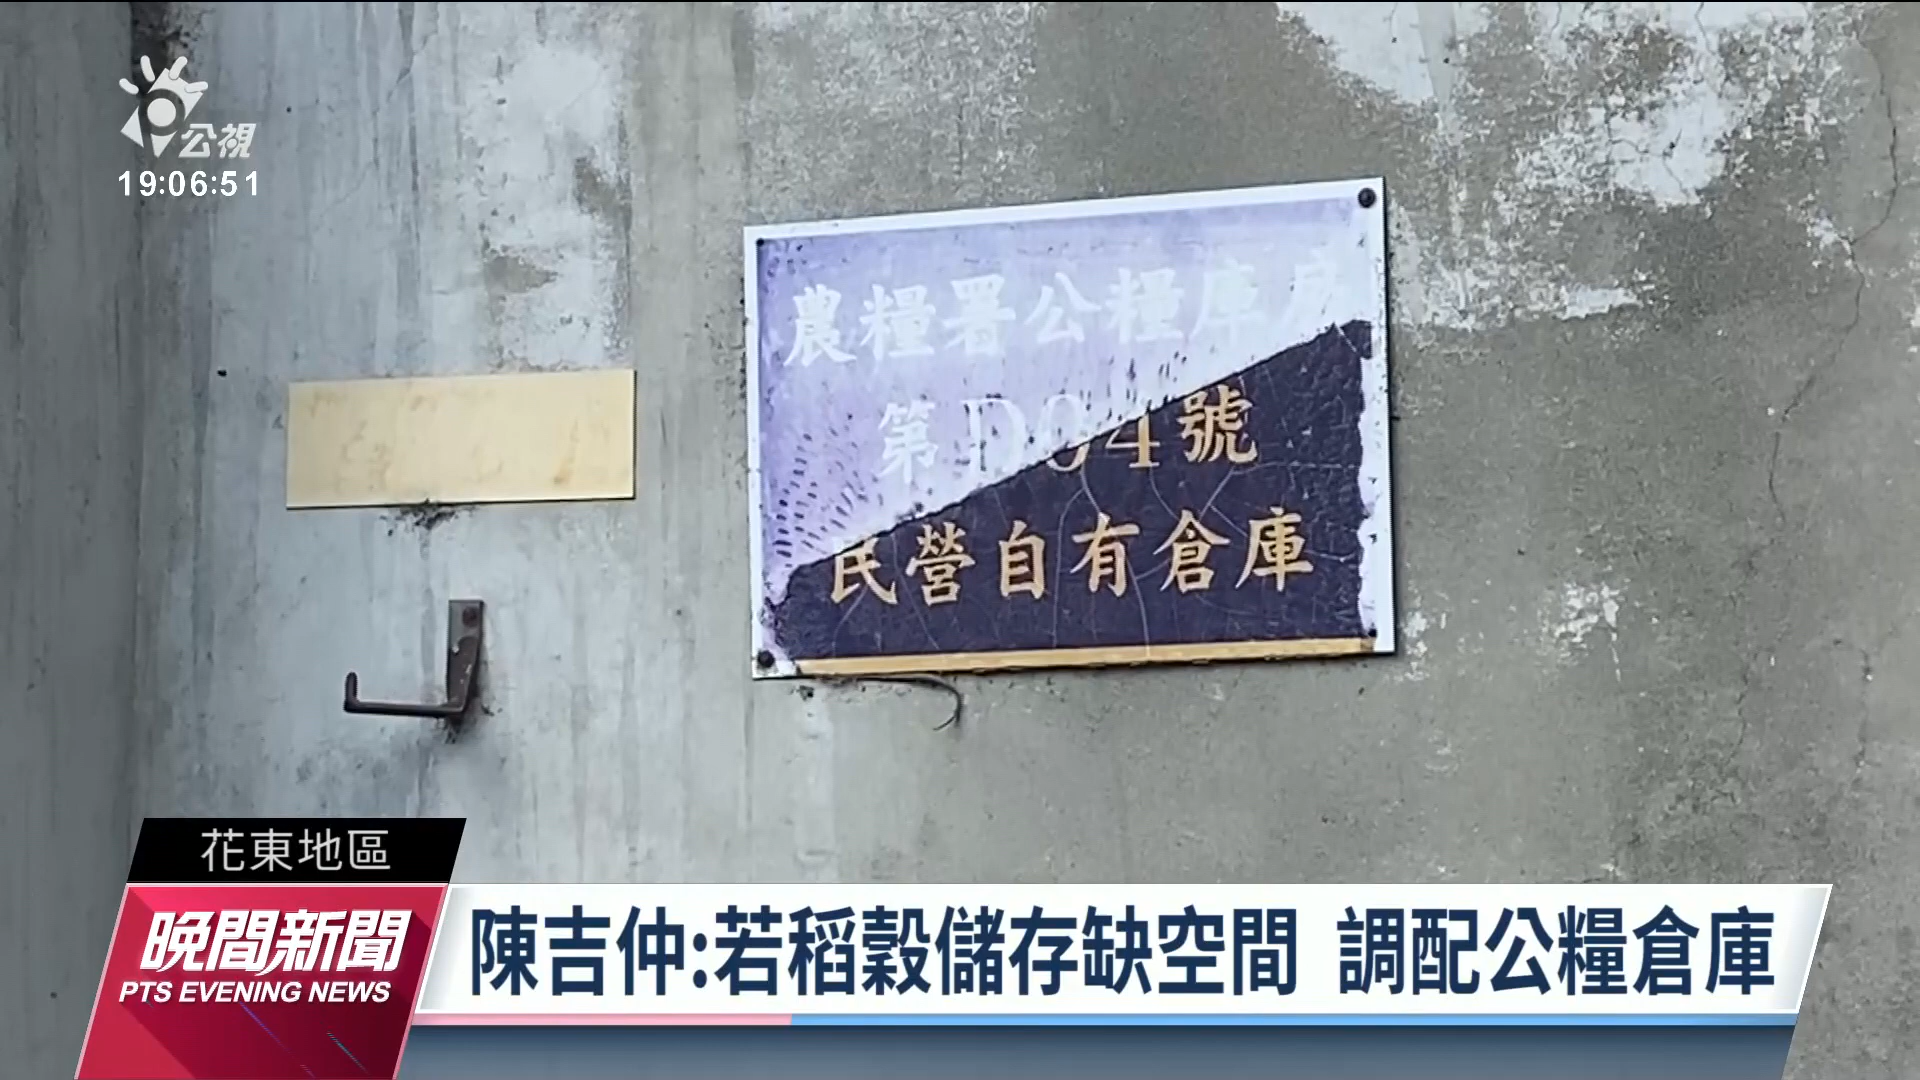 公視
19:06:51
農糧署公糧庫房
第D04號
民營自有倉庫
花東地區
晚間新聞
PTS EVENING NEWS
陳吉仲:若稻穀儲存缺空間 調配公糧倉庫